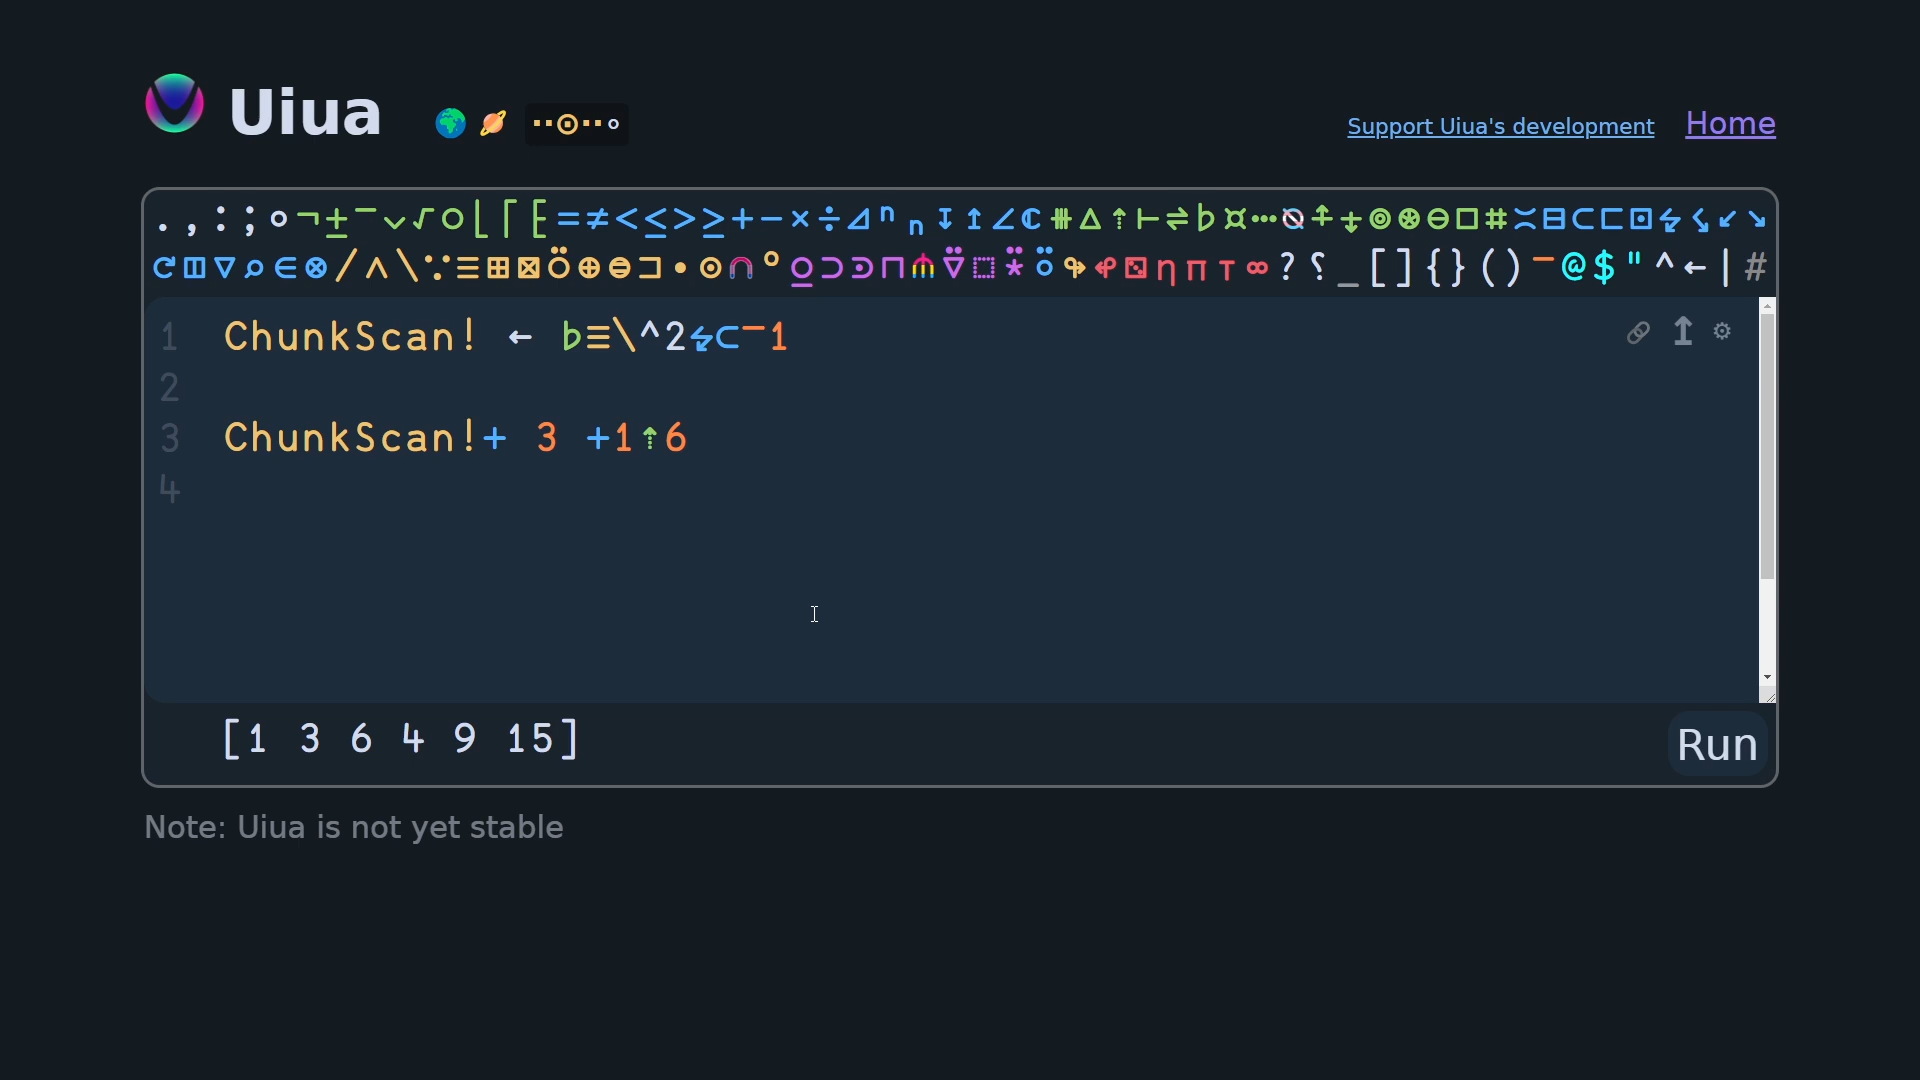 Uiua 🌍 🪐 ··⊙··∘ Support Uiua's development Home
. , : ; ∘ ¬ ± ¯ ⌵ √ ○ ⌊ ⌈ ⁅ = ≠ < ≤ > ≥ + - × ÷ ◿ ⁿ ₙ ↧ ↥ ∠ ℂ ⧻ △ ⇡ ⊢ ⇌ ♭ ¤ ⋯ ⍉ ⍏ ⍖ ⊚ ⊛ ⊝ □ ⋕ ≍ ⊟ ⊂ ⊏ ⊡ ↯ ☇ ↙ ↘
↻ ◫ ▽ ⌕ ∈ ⊗ / ∧ \ ∵ ≡ ⊞ ⊠ ⍥ ⊕ ⊜ ⊐ ⋅ ⊙ ∩ ° ⍜ ⊃ ⋑ ⊓ ⍢ ⬚ ⍣ ⍤ ⚂ η π τ ∞ ? ⸮ _ [ ] { } ( ) ¯ @ $ " ^ ← | #
1 ChunkScan! ← ♭≡\^2↯⊂¯1
2
3 ChunkScan!+ 3 +1⇡6
4
[1 3 6 4 9 15]
Run
Note: Uiua is not yet stable